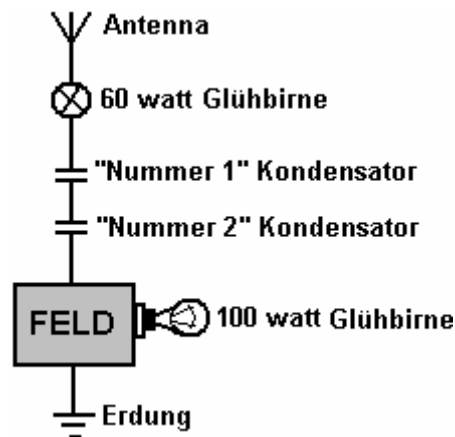 Antenna
60 watt Glühbirne
"Nummer 1" Kondensator
"Nummer 2" Kondensator
FELD
100 watt Glühbirne
Erdung